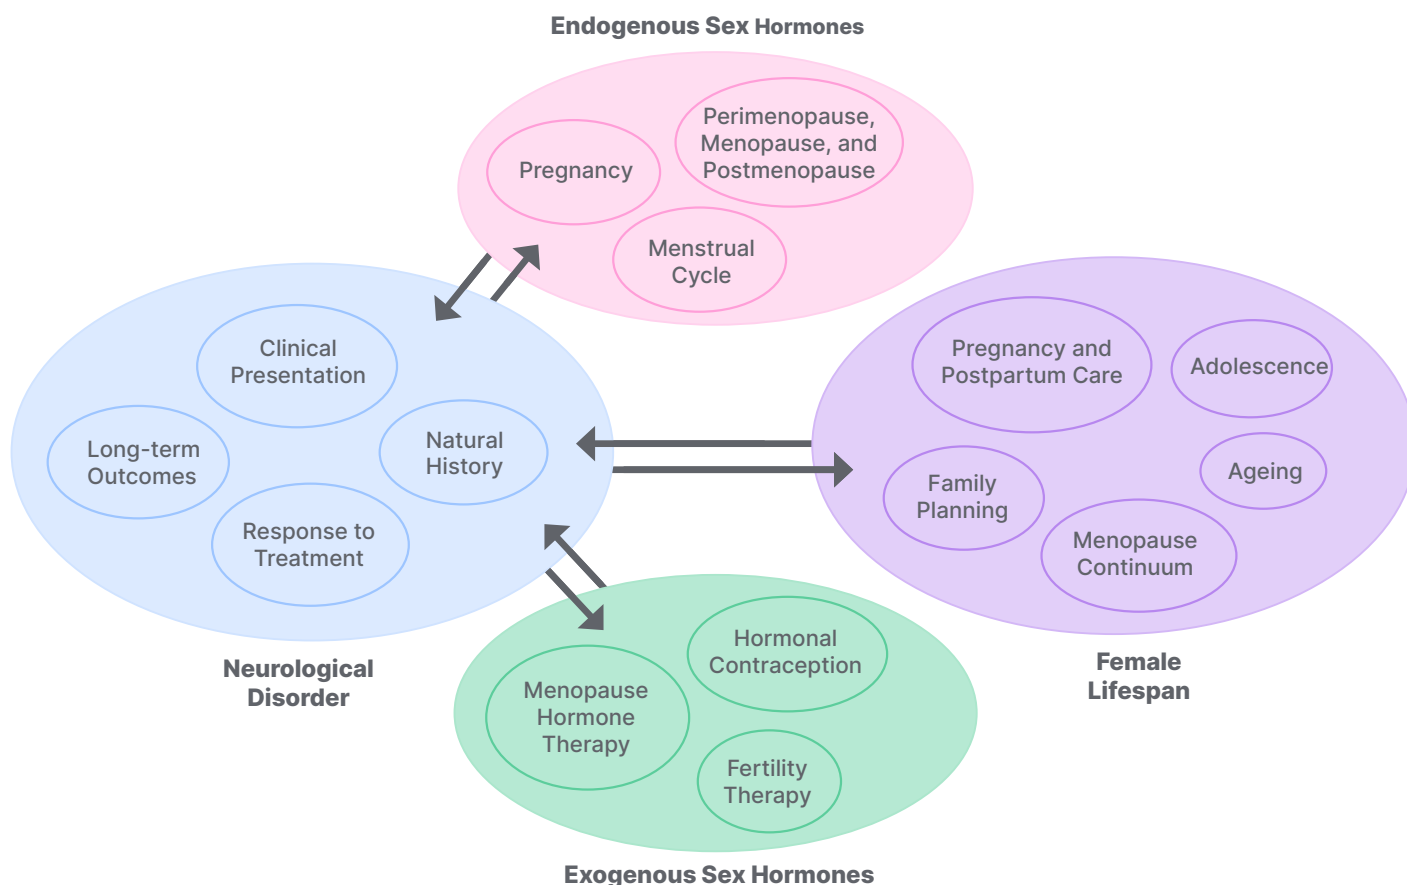 Endogenous Sex Hormones
Pregnancy
Perimenopause,
Menopause, and
Postmenopause
Menstrual
Cycle
Clinical
Presentation
Long-term
Outcomes
Natural
History
Response to
Treatment
Neurological
Disorder
Pregnancy and
Postpartum Care
Adolescence
Family
Planning
Ageing
Menopause
Continuum
Female
Lifespan
Hormonal
Contraception
Menopause
Hormone
Therapy
Fertility
Therapy
Exogenous Sex Hormones